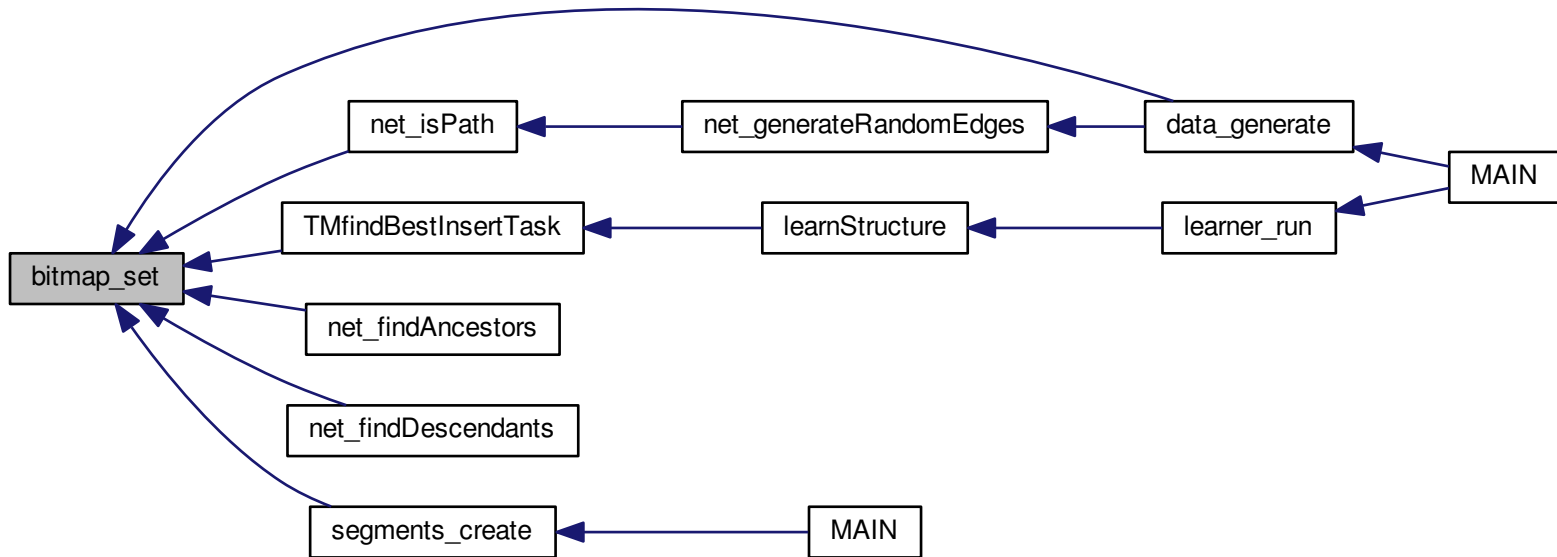 net_isPath
net_generateRandomEdges
data_generate
MAIN
TMfindBestInsertTask
learnStructure
learner_run
bitmap_set
net_findAncestors
net_findDescendants
segments_create
MAIN